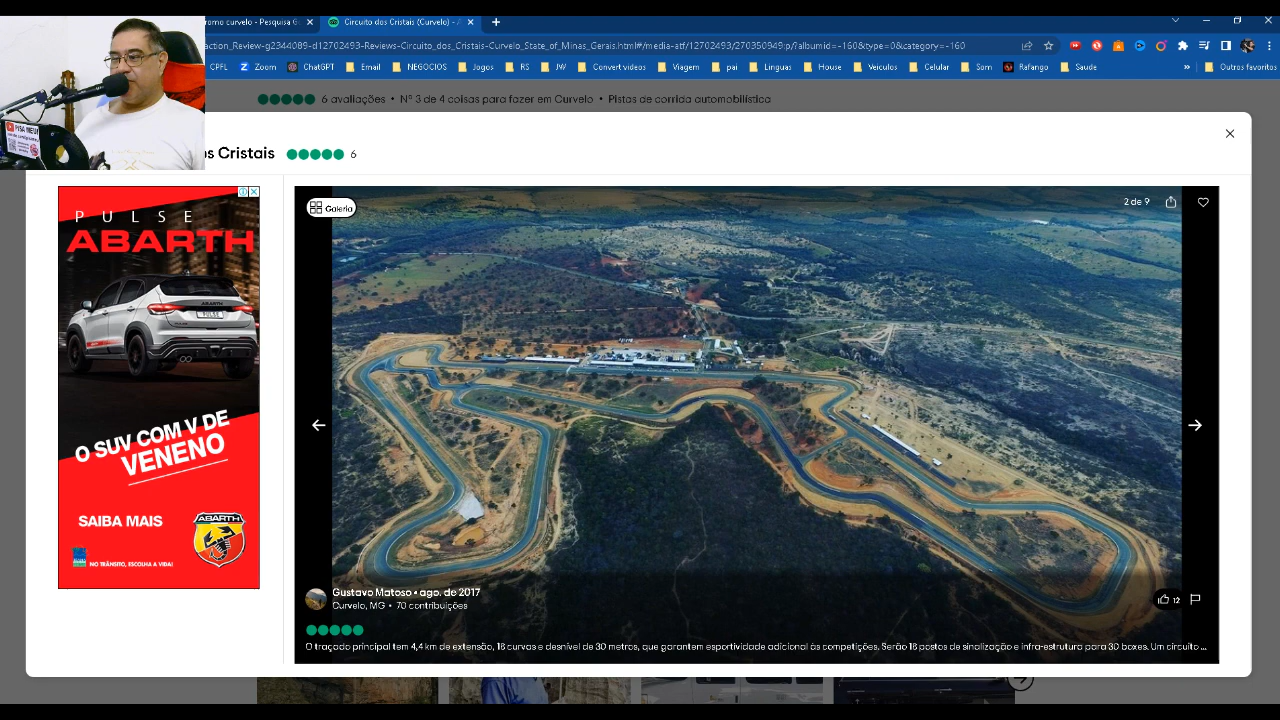 romo curvelo - Pesquisa G
Circuito dos Cristais (Curvelo) - A
action_Review-g2344089-d12702493-Reviews-Circuito_dos_Cristais-Curvelo_State_of_Minas_Gerais.html#/media-atf/12702493/270350949:p/?albumid=-160&type=0&category=-160
CPFL Zoom ChatGPT Email NEGOCIOS Jogos RS JW Convert videos Viagem pai Linguas House Veiculos Celular Som Rafango Saude » Outros favoritos
6 avaliações • Nº 3 de 4 coisas para fazer em Curvelo • Pistas de corrida automobilística
os Cristais 6
PISA MEU!
PULSE
ABARTH
ABARTH
PULSE
O SUV COM V DE
VENENO
SAIBA MAIS
ABARTH
NO TRÂNSITO, ESCOLHA A VIDA!
Galeria
2 de 9
Gustavo Matoso • ago. de 2017
Curvelo, MG • 70 contribuições
12
O traçado principal tem 4,4 km de extensão, 18 curvas e desnível de 30 metros, que garantem esportividade adicional às competições. Serão 18 postos de sinalização e infra-estrutura para 30 boxes. Um circuito ...